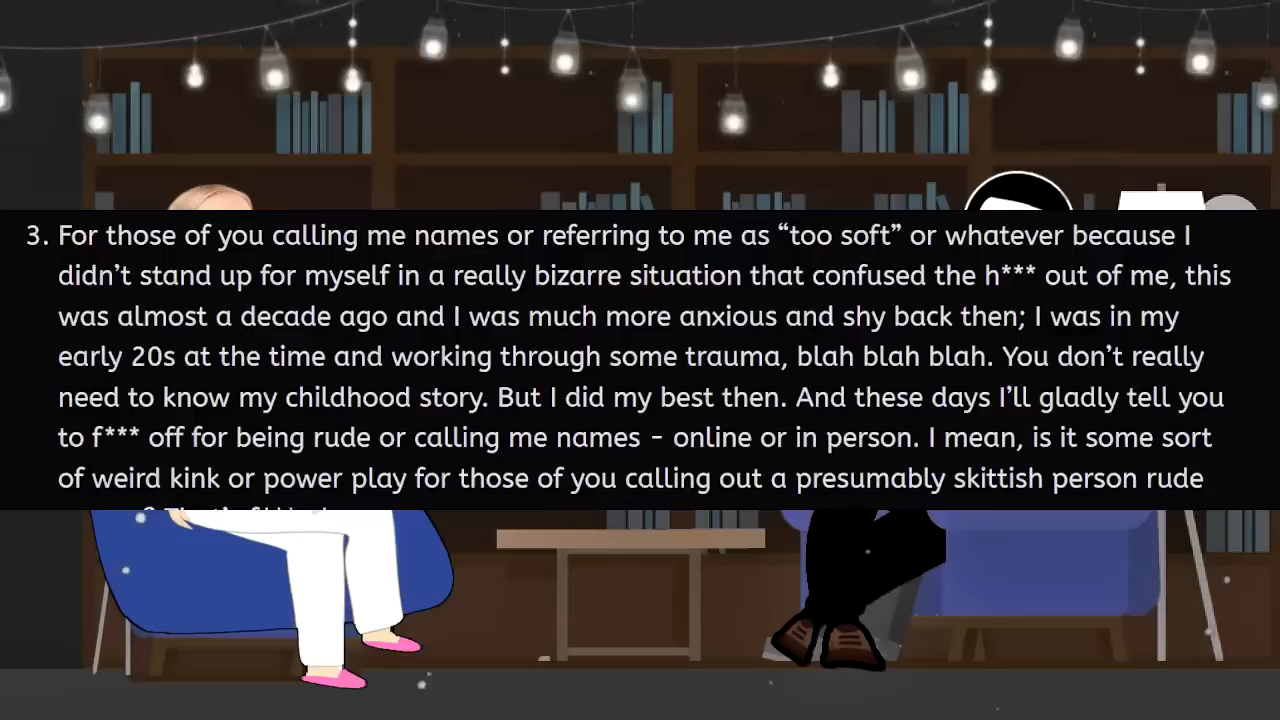 3. For those of you calling me names or referring to me as “too soft” or whatever because I
didn’t stand up for myself in a really bizarre situation that confused the h*** out of me, this
was almost a decade ago and I was much more anxious and shy back then; I was in my
early 20s at the time and working through some trauma, blah blah blah. You don’t really
need to know my childhood story. But I did my best then. And these days I’ll gladly tell you
to f*** off for being rude or calling me names - online or in person. I mean, is it some sort
of weird kink or power play for those of you calling out a presumably skittish person rude